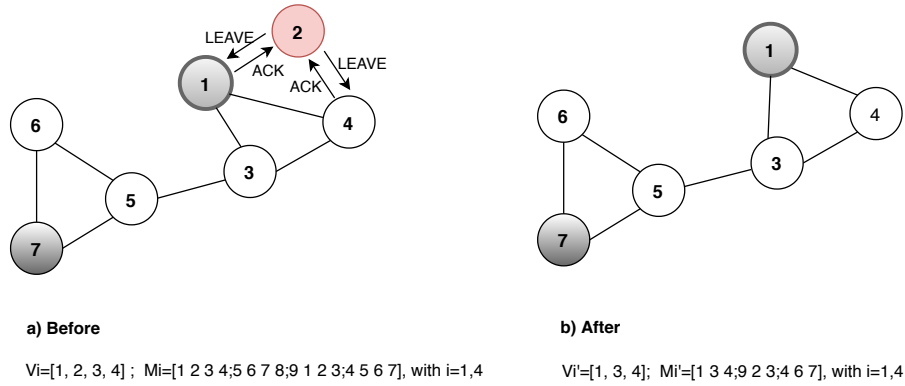 2
LEAVE
LEAVE
ACK
ACK
1
4
6
3
5
7
1
4
6
3
5
7
a) Before
b) After
Vi=[1, 2, 3, 4] ; Mi=[1 2 3 4;5 6 7 8;9 1 2 3;4 5 6 7], with i=1,4
Vi'=[1, 3, 4]; Mi'=[1 3 4;9 2 3;4 6 7], with i=1,4